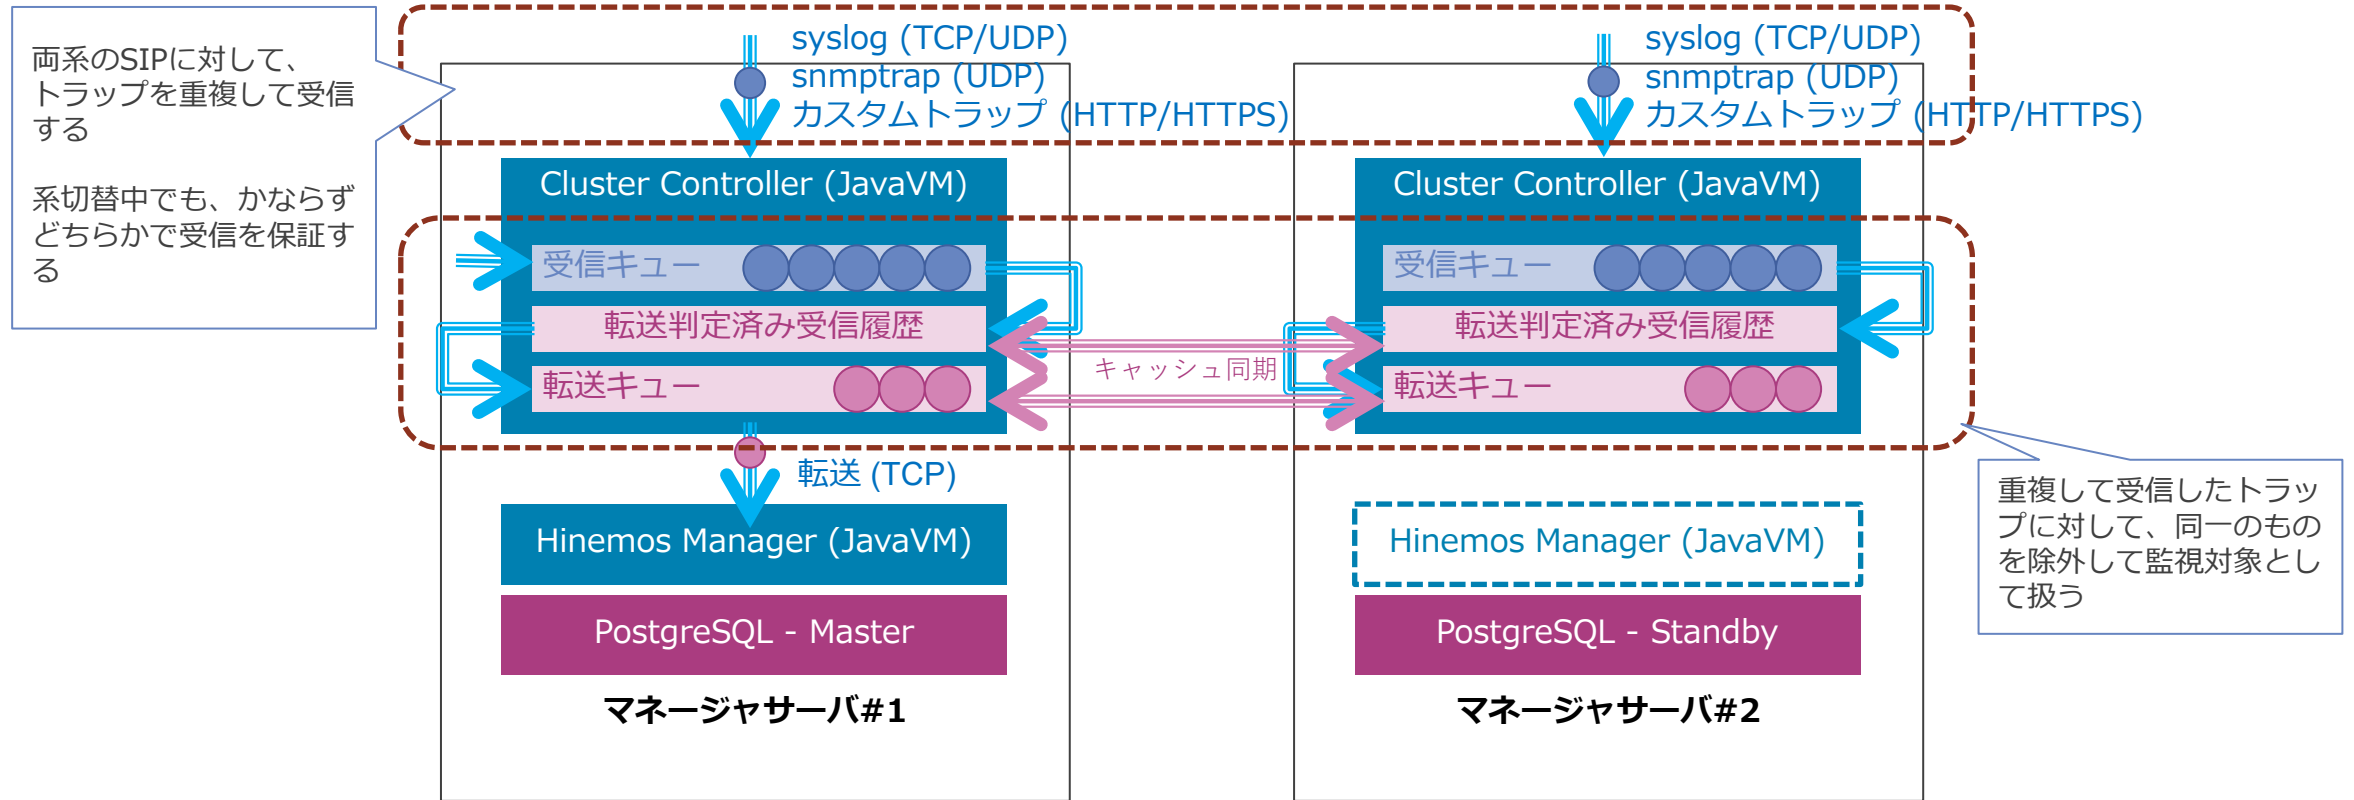 両系のSIPに対して、
トラップを重複して受信
する
系切替中でも、かならず
どちらかで受信を保証す
る
syslog (TCP/UDP)
snmptrap (UDP)
カスタムトラップ (HTTP/HTTPS)
Cluster Controller (JavaVM)
受信キュー
転送判定済み受信履歴
転送キュー
転送 (TCP)
Hinemos Manager (JavaVM)
PostgreSQL - Master
マネージャサーバ#1
キャッシュ同期
syslog (TCP/UDP)
snmptrap (UDP)
カスタムトラップ (HTTP/HTTPS)
Cluster Controller (JavaVM)
受信キュー
転送判定済み受信履歴
転送キュー
Hinemos Manager (JavaVM)
PostgreSQL - Standby
マネージャサーバ#2
重複して受信したトラッ
プに対して、同一のもの
を除外して監視対象とし
て扱う